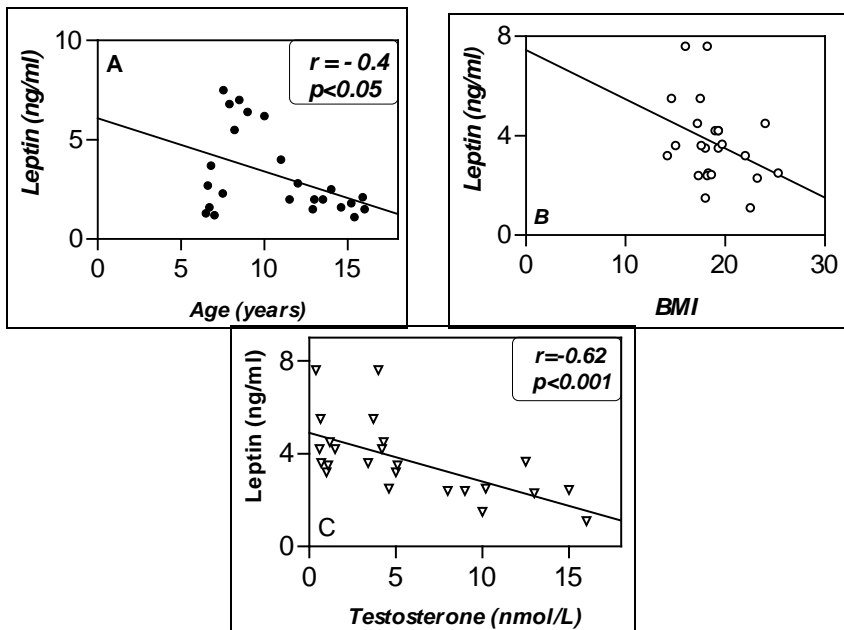 10
5
0
Leptin (ng/ml)
A
r = - 0.4
p<0.05
0 5 10 15
Age (years)
8
4
0
Leptin (ng/ml)
B
0 10 20 30
BMI
8
4
0
Leptin (ng/ml)
C
r=-0.62
p<0.001
0 5 10 15
Testosterone (nmol/L)